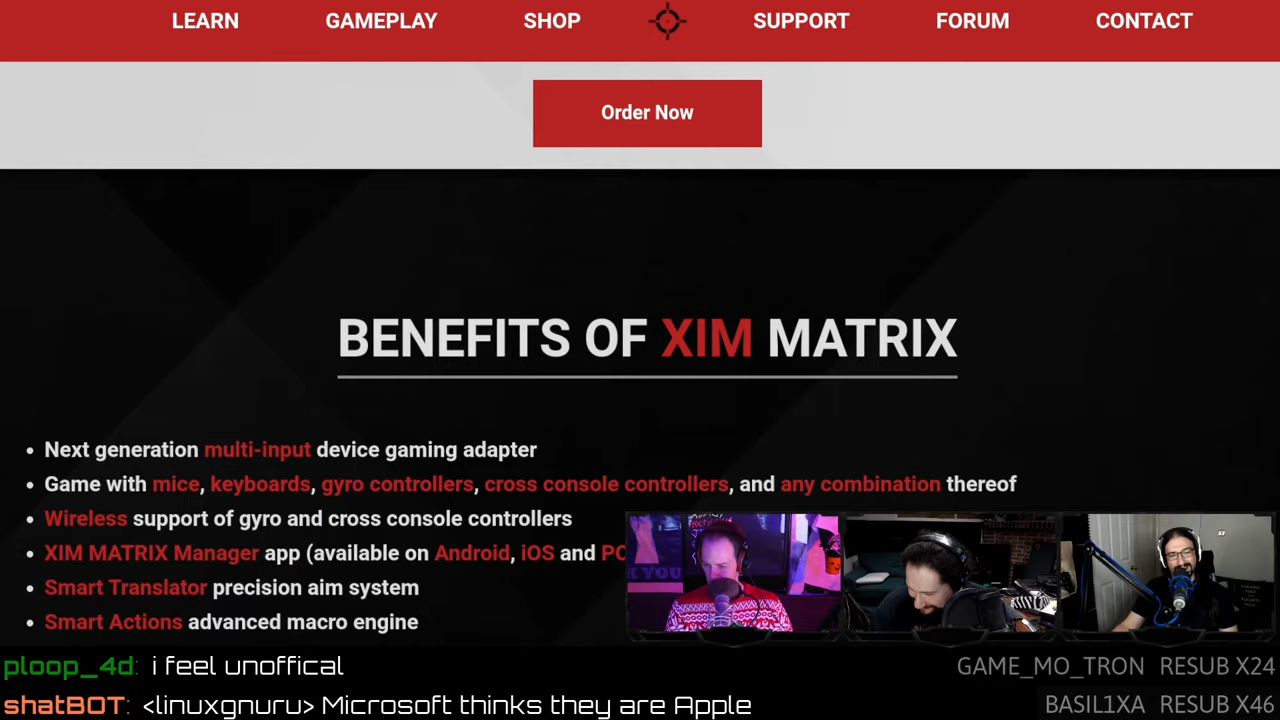 LEARN GAMEPLAY SHOP SUPPORT FORUM CONTACT
Order Now
BENEFITS OF XIM MATRIX
• Next generation multi-input device gaming adapter
• Game with mice, keyboards, gyro controllers, cross console controllers, and any combination thereof
• Wireless support of gyro and cross console controllers
• XIM MATRIX Manager app (available on Android, iOS and PC
• Smart Translator precision aim system
• Smart Actions advanced macro engine
K YOU
ploop_4d: i feel unoffical
GAME_MO_TRON RESUB X24
shatBOT: <linuxgnuru> Microsoft thinks they are Apple
BASIL1XA RESUB X46